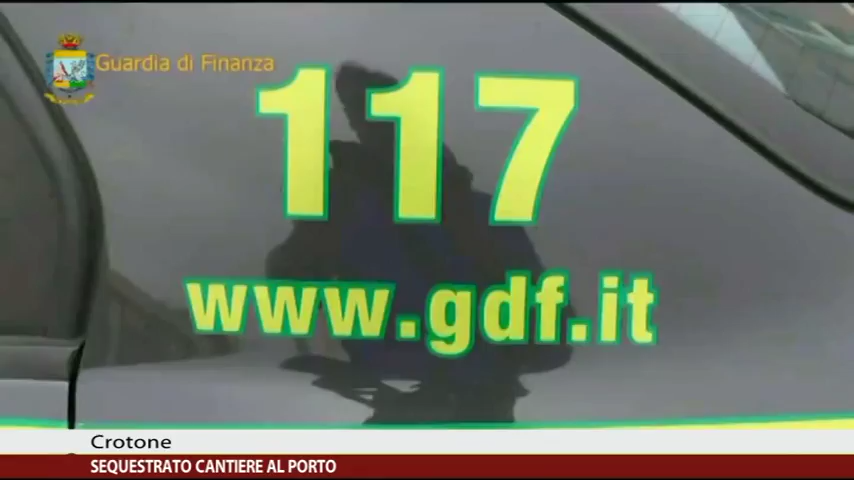 Guardia di Finanza
117
www.gdf.it
Crotone
SEQUESTRATO CANTIERE AL PORTO